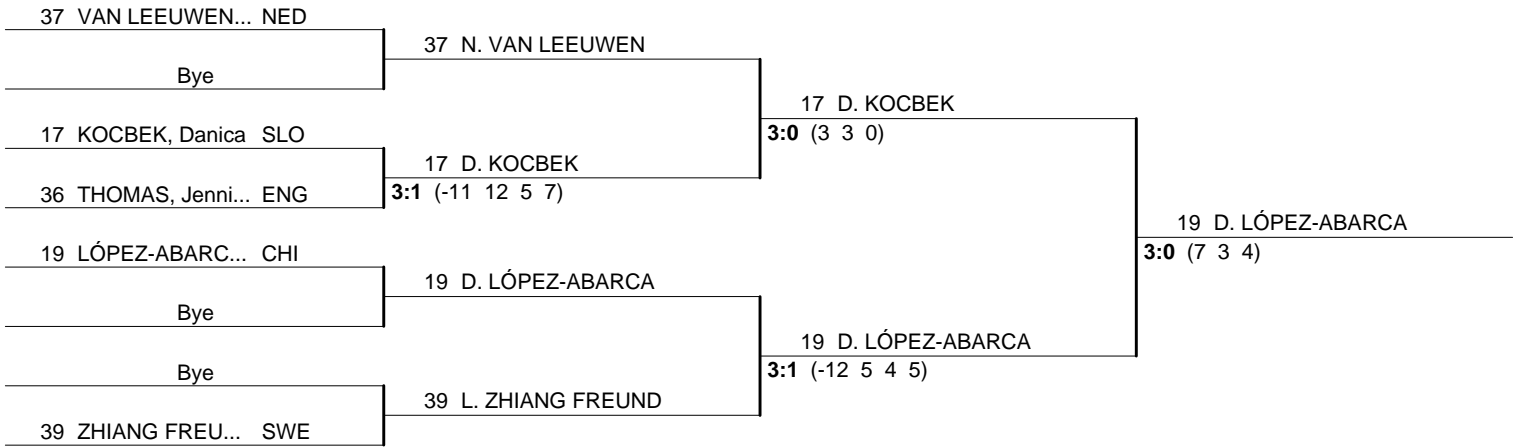 37 VAN LEEUWEN... NED
37 N. VAN LEEUWEN
Bye
17 D. KOCBEK
3:0 (3 3 0)
17 KOCBEK, Danica SLO
17 D. KOCBEK
3:1 (-11 12 5 7)
36 THOMAS, Jenni... ENG
19 D. LÓPEZ-ABARCA
3:0 (7 3 4)
19 LÓPEZ-ABARC... CHI
19 D. LÓPEZ-ABARCA
Bye
19 D. LÓPEZ-ABARCA
3:1 (-12 5 4 5)
Bye
39 L. ZHIANG FREUND
39 ZHIANG FREU... SWE